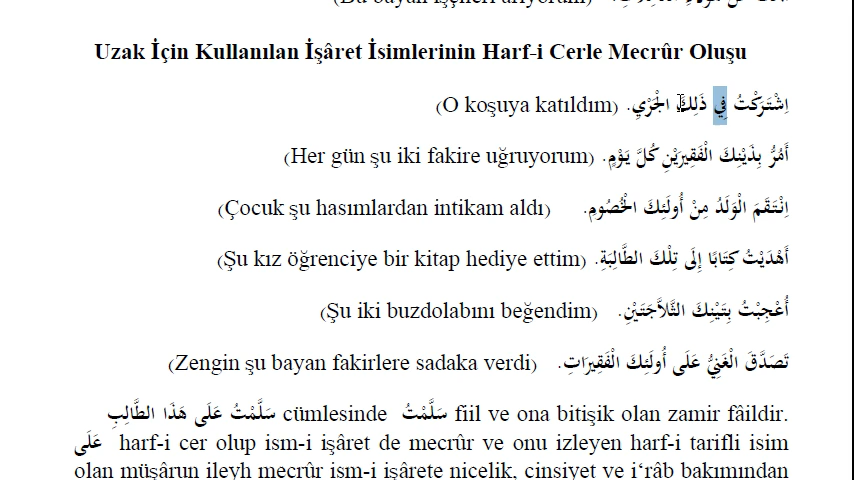 Uzak İçin Kullanılan İşâret İsimlerinin Harf-i Cerle Mecrûr Oluşu
اِشْتَرَكْتُ فِي ذَلِكَ الْجَرْيِ. (O koşuya katıldım)
أَمُرُّ بِذَيْنِكَ الْفَقِيرَيْنِ كُلَّ يَوْمٍ. (Her gün şu iki fakire uğruyorum)
اِنْتَقَمَ الْوَلَدُ مِنْ أُولَئِكَ الْخُصُومِ. (Çocuk şu hasımlardan intikam aldı)
أَهْدَيْتُ كِتَابًا إِلَى تِلْكَ الطَّالِبَةِ. (Şu kız öğrenciye bir kitap hediye ettim)
أُعْجِبْتُ بِتَيْنِكَ الثَّلاَّجَتَيْنِ. (Şu iki buzdolabını beğendim)
تَصَدَّقَ الْغَنِيُّ عَلَى أُولَئِكَ الْفَقِيرَاتِ. (Zengin şu bayan fakirlere sadaka verdi)
سَلَّمْتُ عَلَى هَذَا الطَّالِبِ cümlesinde سَلَّمْتُ fiil ve ona bitişik olan zamir fâildir.
عَلَى harf-i cer olup ism-i işâret de mecrûr ve onu izleyen harf-i tarifli isim
olan müşârun ileyh mecrûr ism-i işârete nicelik, cinsiyet ve i‘râb bakımından